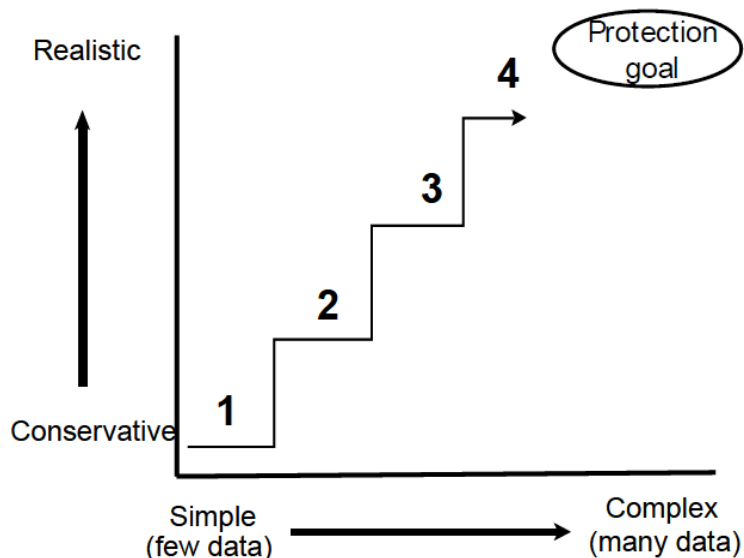 Protection
goal
Realistic
4
3
2
1
Conservative
Simple
(few data)
Complex
(many data)